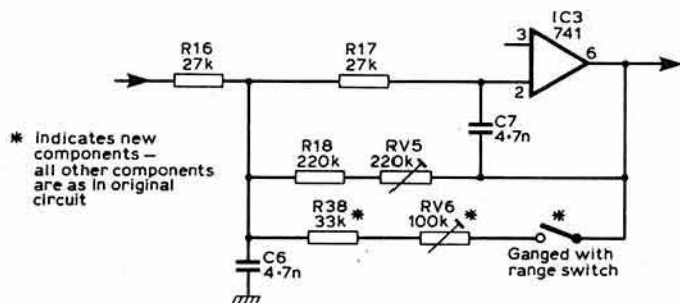 IC3
741
3
6
2
R16
27k
R17
27k
C7
4·7n
* indicates new
components —
all other components
are as in original
circuit
R18
220k
RV5
220k
R38 *
33k
RV6 *
100k
*
Ganged with
range switch
C6
4·7n